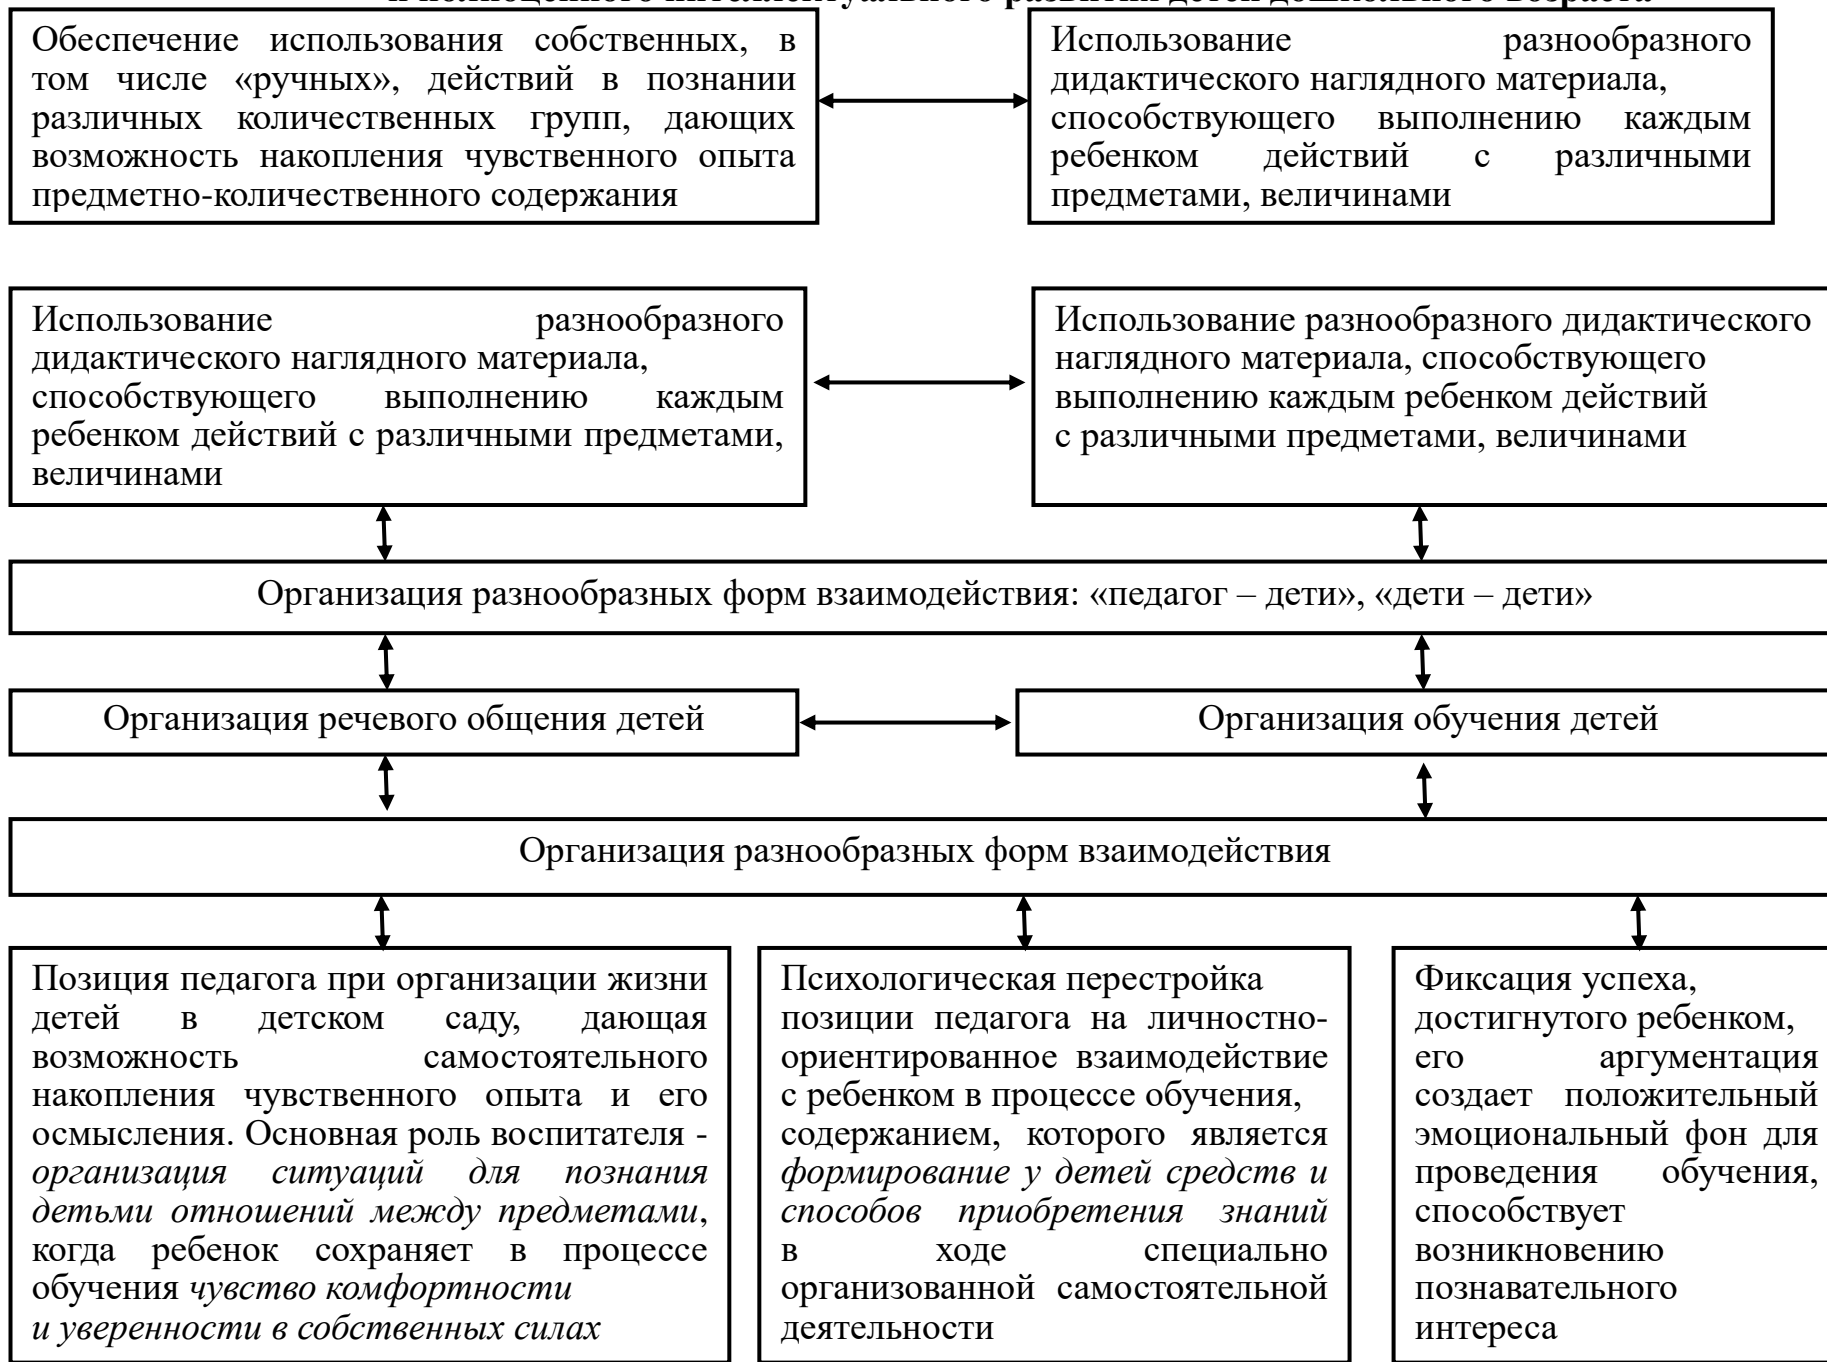 и полноценного интеллектуального развития детей дошкольного возраста
Обеспечение использования собственных, в
том числе «ручных», действий в познании
различных количественных групп, дающих
возможность накопления чувственного опыта
предметно-количественного содержания
Использование разнообразного
дидактического наглядного материала,
способствующего выполнению каждым
ребенком действий с различными
предметами, величинами
Использование разнообразного
дидактического наглядного материала,
способствующего выполнению каждым
ребенком действий с различными предметами,
величинами
Использование разнообразного дидактического
наглядного материала, способствующего
выполнению каждым ребенком действий
с различными предметами, величинами
Организация разнообразных форм взаимодействия: «педагог – дети», «дети – дети»
Организация речевого общения детей
Организация обучения детей
Организация разнообразных форм взаимодействия
Позиция педагога при организации жизни
детей в детском саду, дающая
возможность самостоятельного
накопления чувственного опыта и его
осмысления. Основная роль воспитателя -
организация ситуаций для познания
детьми отношений между предметами,
когда ребенок сохраняет в процессе
обучения чувство комфортности
и уверенности в собственных силах
Психологическая перестройка
позиции педагога на личностно-
ориентированное взаимодействие
с ребенком в процессе обучения,
содержанием, которого является
формирование у детей средств и
способов приобретения знаний
в ходе специально
организованной самостоятельной
деятельности
Фиксация успеха,
достигнутого ребенком,
его аргументация
создает положительный
эмоциональный фон для
проведения обучения,
способствует
возникновению
познавательного
интереса